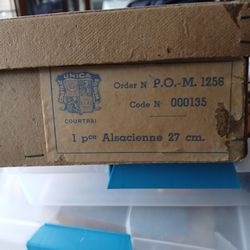 UNICA
COURTRAI
Order N P.O.-M. 1256
Code N 000135
1 pce Alsacienne 27 cm.